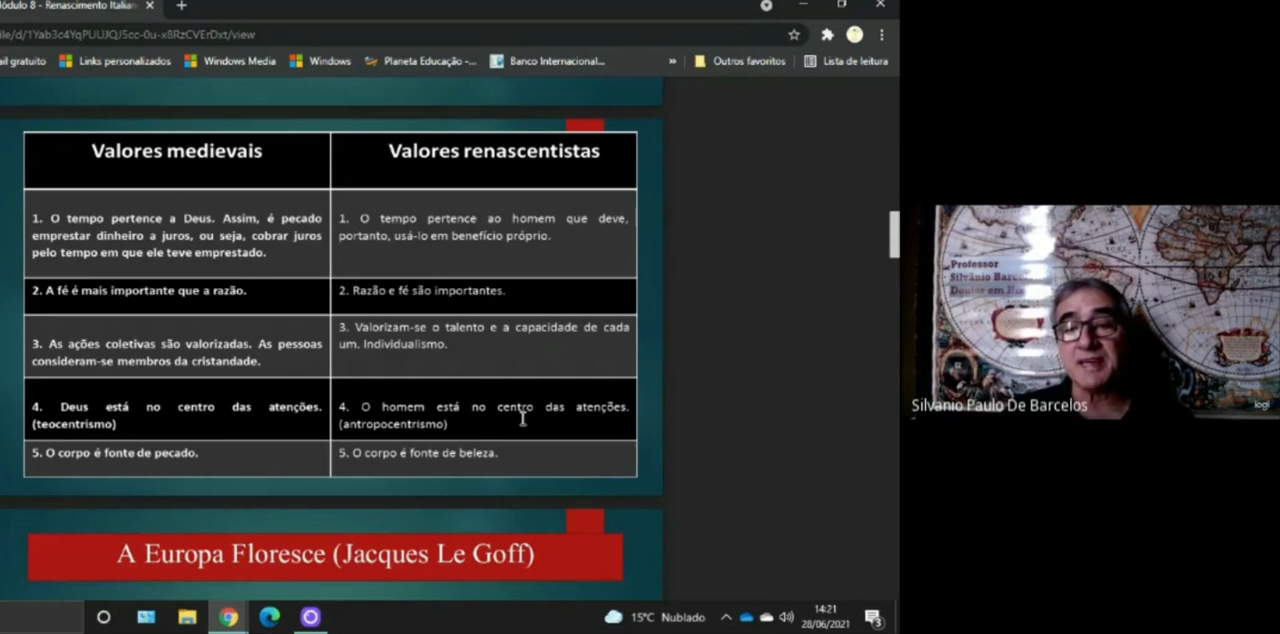 ódulo 8 - Renascimento Italian
ile/d/1Yab3c4YqPUUJQJ5cc-0u-x8RzCVErDxt/view
ail gratuito
Links personalizados
Windows Media
Windows
Planeta Educação -...
Banco Internacional...
»
Outros favoritos
Lista de leitura
Valores medievais
Valores renascentistas
1. O tempo pertence a Deus. Assim, é pecado
emprestar dinheiro a juros, ou seja, cobrar juros
pelo tempo em que ele teve emprestado.
1. O tempo pertence ao homem que deve,
portanto, usá-lo em benefício próprio.
2. A fé é mais importante que a razão.
2. Razão e fé são importantes.
3. As ações coletivas são valorizadas. As pessoas
consideram-se membros da cristandade.
3. Valorizam-se o talento e a capacidade de cada
um. Individualismo.
4. Deus está no centro das atenções.
(teocentrismo)
4. O homem está no centro das atenções.
(antropocentrismo)
5. O corpo é fonte de pecado.
5. O corpo é fonte de beleza.
A Europa Floresce (Jacques Le Goff)
Professor
Silvânio Barc
Doutor em His
Silvanio Paulo De Barcelos
logi
15°C Nublado
14:21
28/06/2021
3